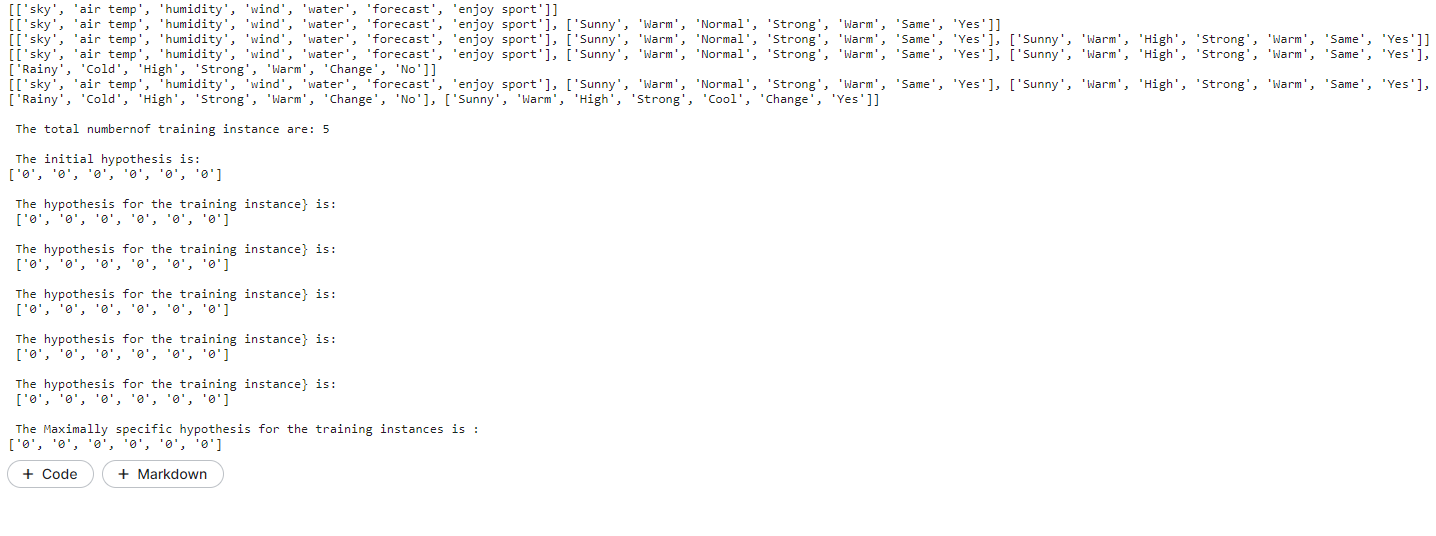 [['sky', 'air temp', 'humidity', 'wind', 'water', 'forecast', 'enjoy sport']]
[['sky', 'air temp', 'humidity', 'wind', 'water', 'forecast', 'enjoy sport'], ['Sunny', 'Warm', 'Normal', 'Strong', 'Warm', 'Same', 'Yes']]
[['sky', 'air temp', 'humidity', 'wind', 'water', 'forecast', 'enjoy sport'], ['Sunny', 'Warm', 'Normal', 'Strong', 'Warm', 'Same', 'Yes'], ['Sunny', 'Warm', 'High', 'Strong', 'Warm', 'Same', 'Yes']]
[['sky', 'air temp', 'humidity', 'wind', 'water', 'forecast', 'enjoy sport'], ['Sunny', 'Warm', 'Normal', 'Strong', 'Warm', 'Same', 'Yes'], ['Sunny', 'Warm', 'High', 'Strong', 'Warm', 'Same', 'Yes'],
['Rainy', 'Cold', 'High', 'Strong', 'Warm', 'Change', 'No']]
[['sky', 'air temp', 'humidity', 'wind', 'water', 'forecast', 'enjoy sport'], ['Sunny', 'Warm', 'Normal', 'Strong', 'Warm', 'Same', 'Yes'], ['Sunny', 'Warm', 'High', 'Strong', 'Warm', 'Same', 'Yes'],
['Rainy', 'Cold', 'High', 'Strong', 'Warm', 'Change', 'No'], ['Sunny', 'Warm', 'High', 'Strong', 'Cool', 'Change', 'Yes']]
The total numbernof training instance are: 5
The initial hypothesis is:
['0', '0', '0', '0', '0', '0']
The hypothesis for the training instance} is:
['0', '0', '0', '0', '0', '0']
The hypothesis for the training instance} is:
['0', '0', '0', '0', '0', '0']
The hypothesis for the training instance} is:
['0', '0', '0', '0', '0', '0']
The hypothesis for the training instance} is:
['0', '0', '0', '0', '0', '0']
The hypothesis for the training instance} is:
['0', '0', '0', '0', '0', '0']
The Maximally specific hypothesis for the training instances is :
['0', '0', '0', '0', '0', '0']
+ Code + Markdown